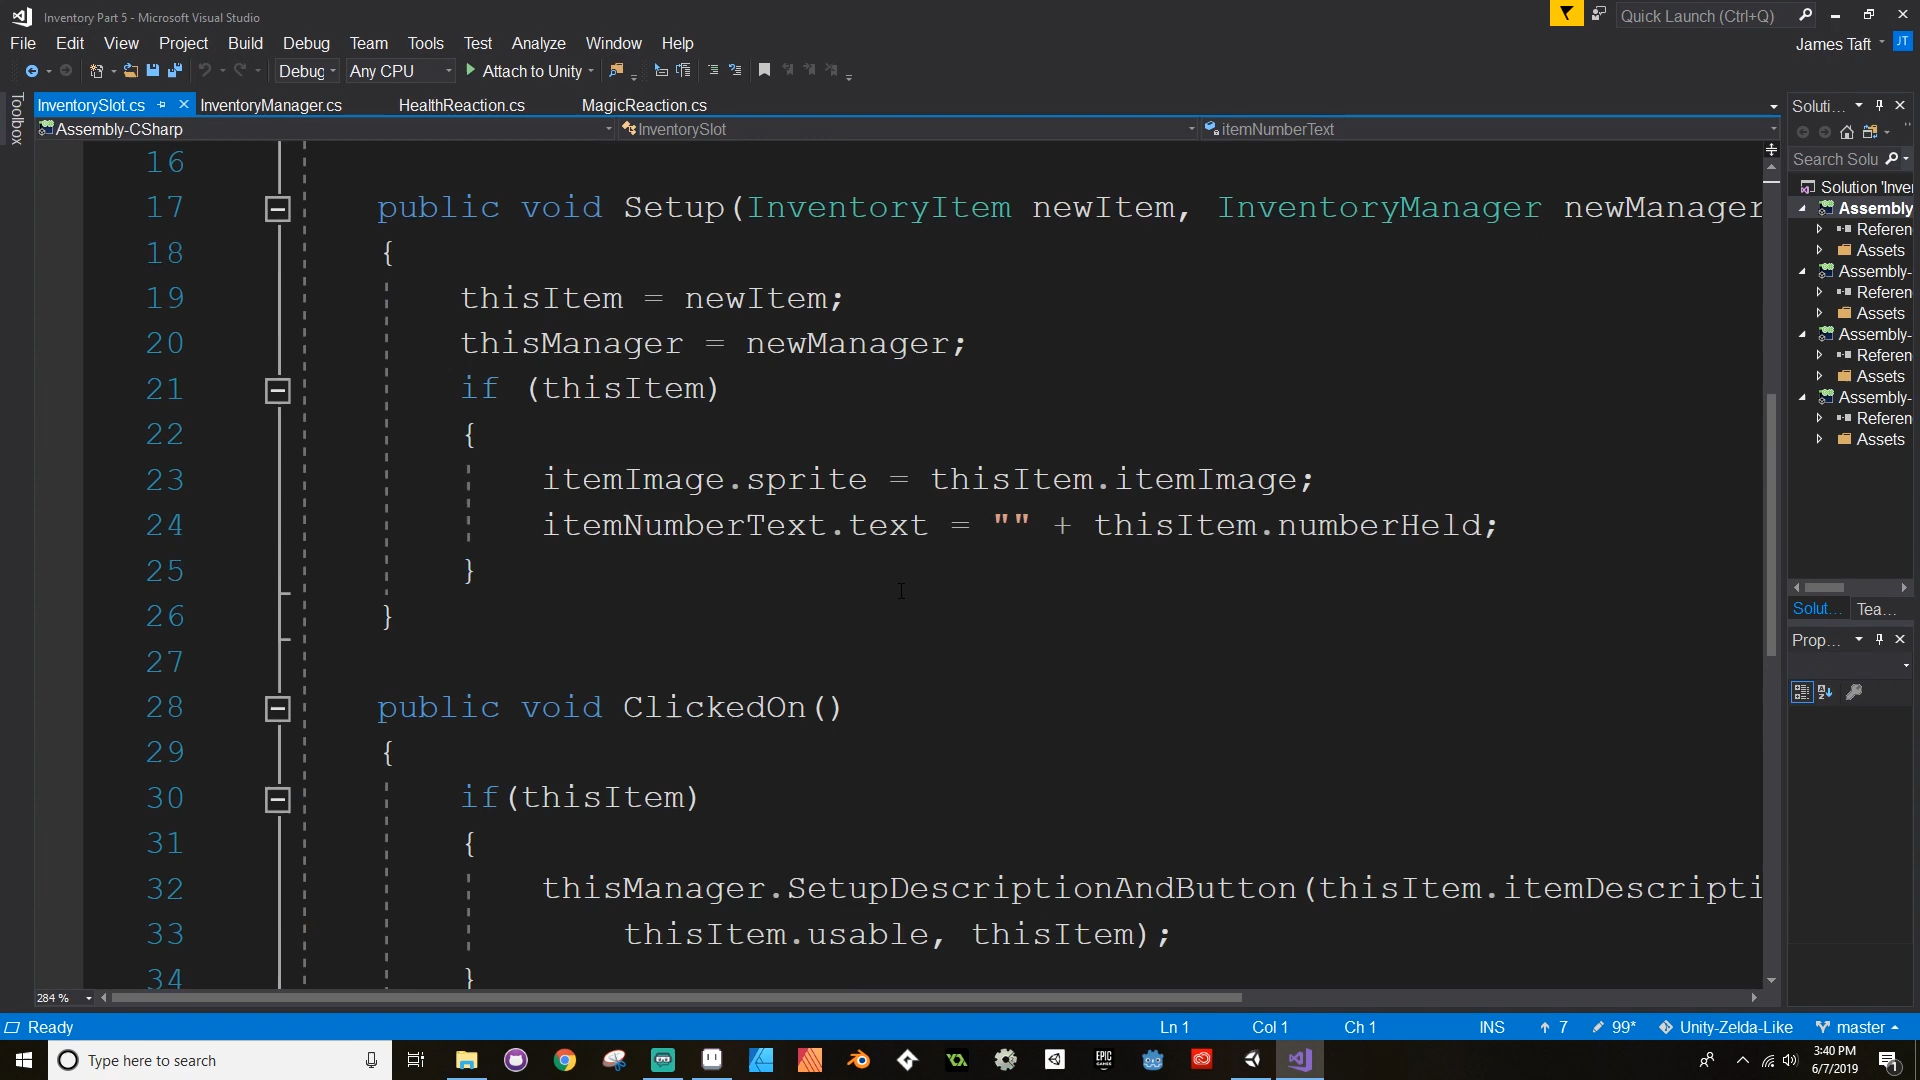 Inventory Part 5 - Microsoft Visual Studio
Quick Launch (Ctrl+Q)
File Edit View Project Build Debug Team Tools Test Analyze Window Help
James Taft
JT
Debug Any CPU Attach to Unity
Toolbox
InventorySlot.cs InventoryManager.cs HealthReaction.cs MagicReaction.cs
Assembly-CSharp InventorySlot itemNumberText
16
17 public void Setup(InventoryItem newItem, InventoryManager newManager
18 {
19 thisItem = newItem;
20 thisManager = newManager;
21 if (thisItem)
22 {
23 itemImage.sprite = thisItem.itemImage;
24 itemNumberText.text = "" + thisItem.numberHeld;
25 }
26 }
27
28 public void ClickedOn()
29 {
30 if(thisItem)
31 {
32 thisManager.SetupDescriptionAndButton(thisItem.itemDescripti
33 thisItem.usable, thisItem);
34 }
284 %
Soluti...
Search Solu
Solution 'Inve
Assembly
Referen
Assets
Assembly-
Referen
Assets
Assembly-
Referen
Assets
Assembly-
Referen
Assets
Solut... Tea...
Prop...
Ready Ln 1 Col 1 Ch 1 INS 7 99* Unity-Zelda-Like master
Type here to search
EPIC GAMES
3:40 PM
6/7/2019
1